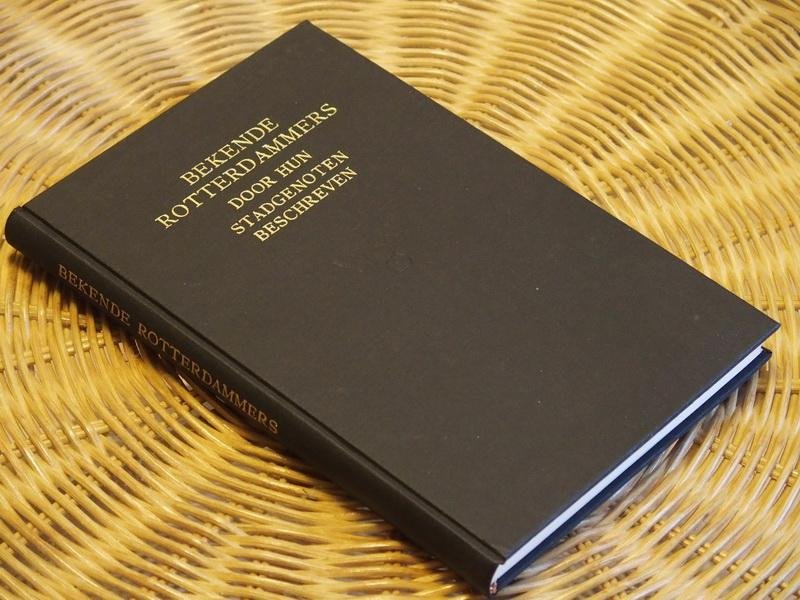 BEKENDE
ROTTERDAMMERS
DOOR HUN
STADGENOTEN
BESCHREVEN
BEKENDE ROTTERDAMMERS